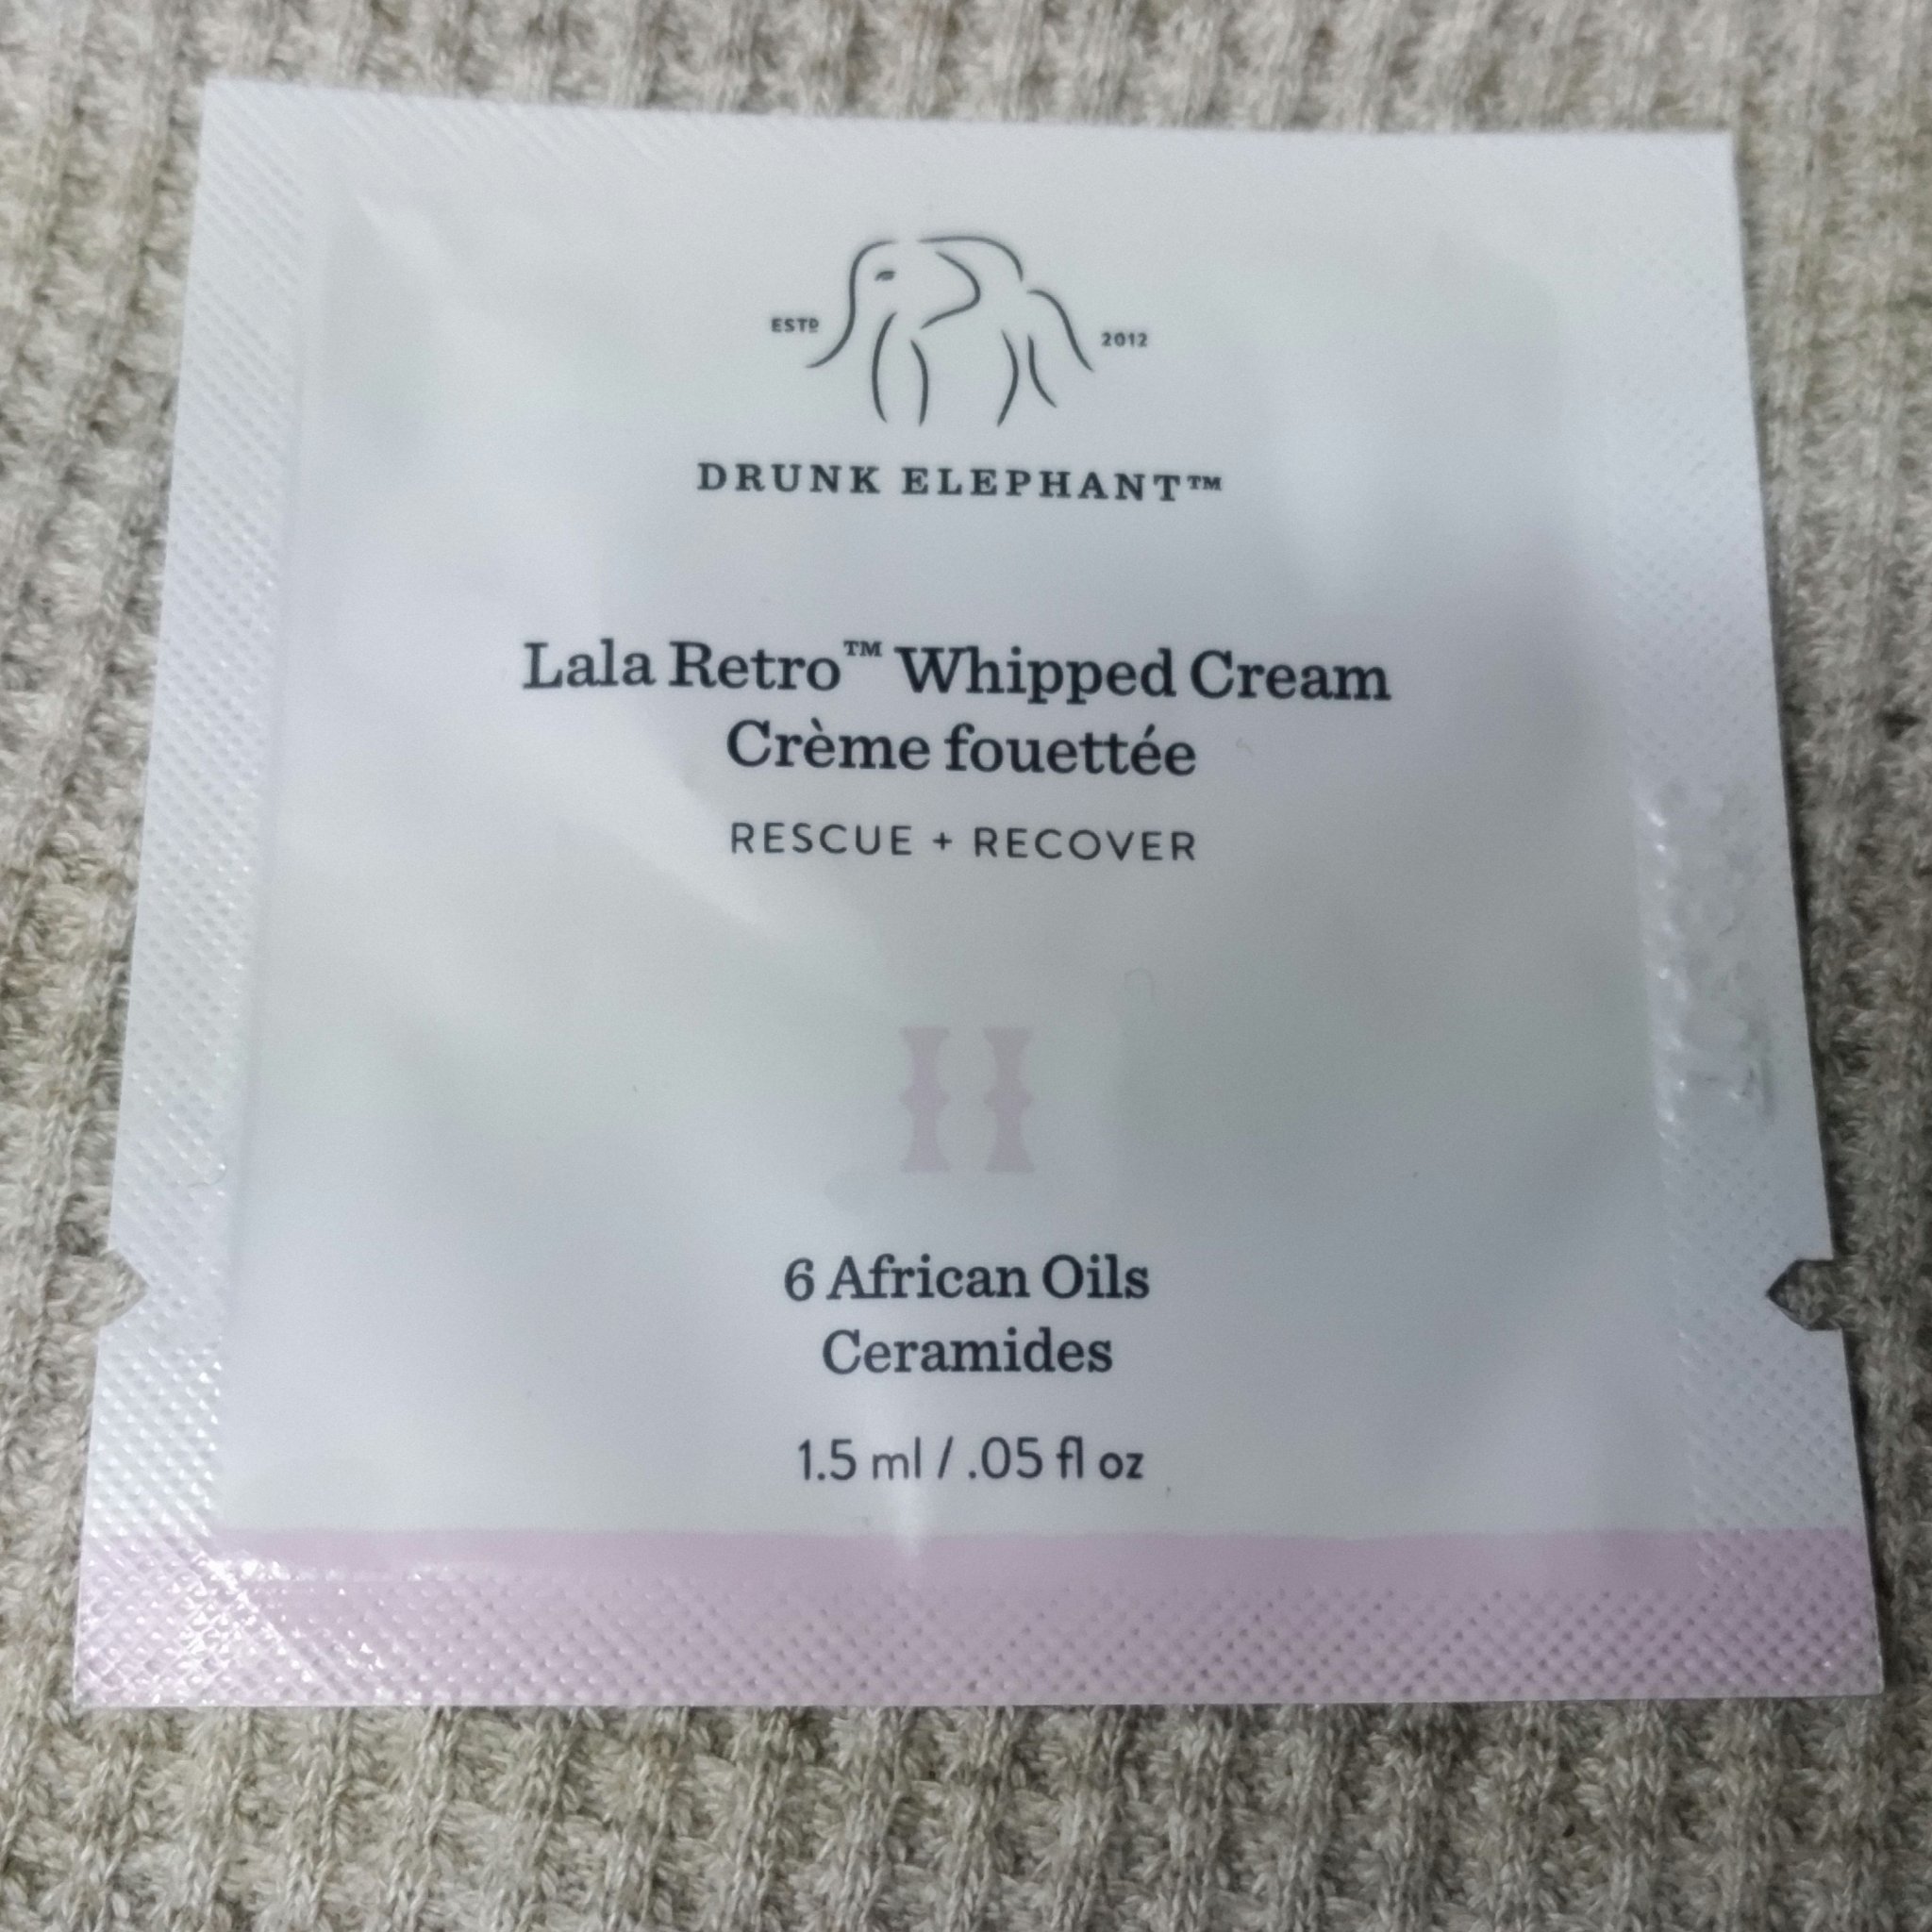 ESTD
2012
DRUNK ELEPHANT™
Lala Retro™ Whipped Cream
Crème fouettée
RESCUE + RECOVER
6 African Oils
Ceramides
1.5 ml / .05 fl oz